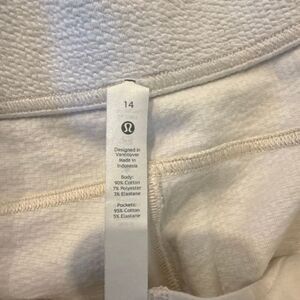 14
Designed in
Vancouver
Made in
Indonesia
Body:
90% Cotton
7% Polyester
3% Elastane
Pockets:
95% Cotton
5% Elastane